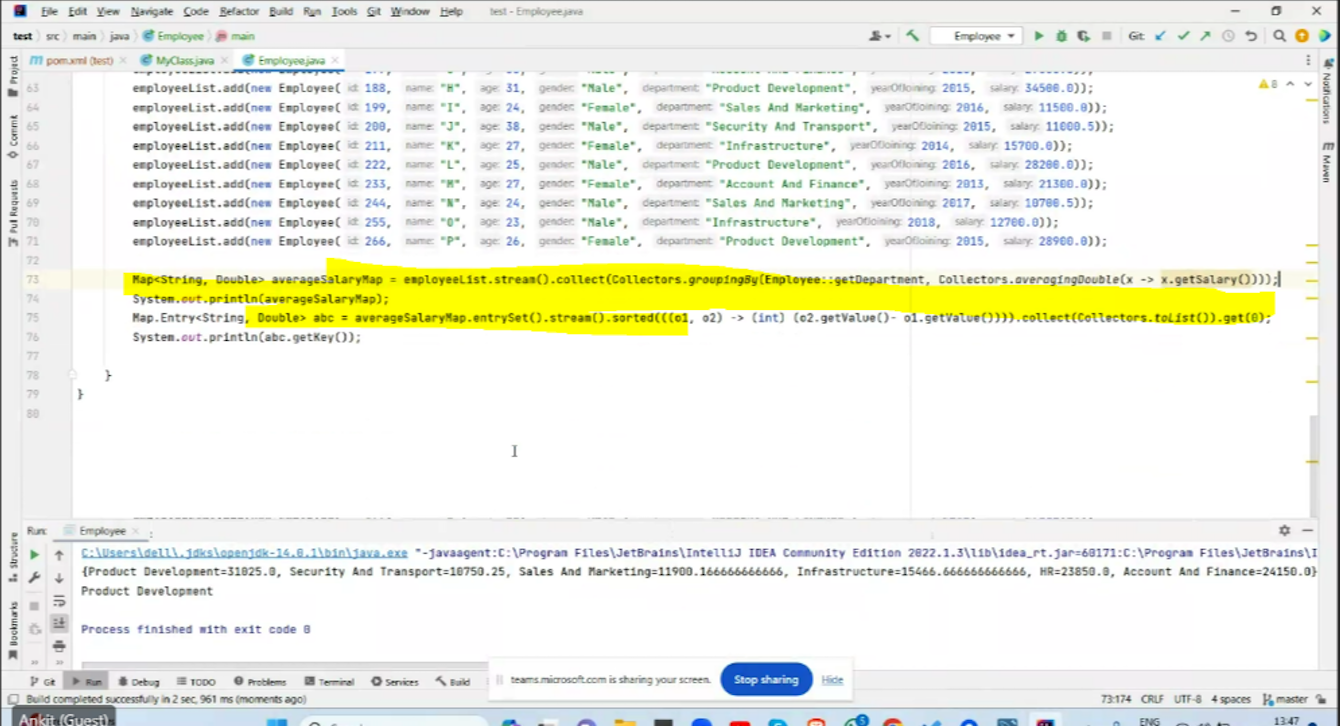 File Edit View Navigate Code Refactor Build Run Tools Git Window Help test - Employee.java
test src main java Employee main Employee Git:
pom.xml (test) MyClass.java Employee.java
63 employeeList.add(new Employee( id: 188, name: "H", age: 31, gender: "Male", department: "Product Development", yearOfJoining: 2015, salary: 34500.0));
64 employeeList.add(new Employee( id: 199, name: "I", age: 24, gender: "Female", department: "Sales And Marketing", yearOfJoining: 2016, salary: 11500.0));
65 employeeList.add(new Employee( id: 200, name: "J", age: 38, gender: "Male", department: "Security And Transport", yearOfJoining: 2015, salary: 11000.5));
66 employeeList.add(new Employee( id: 211, name: "K", age: 27, gender: "Female", department: "Infrastructure", yearOfJoining: 2014, salary: 15700.0));
67 employeeList.add(new Employee( id: 222, name: "L", age: 25, gender: "Male", department: "Product Development", yearOfJoining: 2016, salary: 28200.0));
68 employeeList.add(new Employee( id: 233, name: "M", age: 27, gender: "Female", department: "Account And Finance", yearOfJoining: 2013, salary: 21300.0));
69 employeeList.add(new Employee( id: 244, name: "N", age: 24, gender: "Male", department: "Sales And Marketing", yearOfJoining: 2017, salary: 10700.5));
70 employeeList.add(new Employee( id: 255, name: "O", age: 23, gender: "Male", department: "Infrastructure", yearOfJoining: 2018, salary: 12700.0));
71 employeeList.add(new Employee( id: 266, name: "P", age: 26, gender: "Female", department: "Product Development", yearOfJoining: 2015, salary: 28900.0));
72
73 Map<String, Double> averageSalaryMap = employeeList.stream().collect(Collectors.groupingBy(Employee::getDepartment, Collectors.averagingDouble(x -> x.getSalary())));
74 System.out.println(averageSalaryMap);
75 Map.Entry<String, Double> abc = averageSalaryMap.entrySet().stream().sorted(((o1, o2) -> (int) (o2.getValue()- o1.getValue()))).collect(Collectors.toList()).get(0);
76 System.out.println(abc.getKey());
77
78 }
79 }
80
Project
Commit
Pull Requests
Structure
Bookmarks
Notifications
Maven
8
Run: Employee
C:\Users\dell\.jdks\openjdk-14.0.1\bin\java.exe "-javaagent:C:\Program Files\JetBrains\IntelliJ IDEA Community Edition 2022.1.3\lib\idea_rt.jar=60171:C:\Program Files\JetBrains\I
{Product Development=31025.0, Security And Transport=10750.25, Sales And Marketing=11900.166666666666, Infrastructure=15466.666666666666, HR=23850.0, Account And Finance=24150.0}
Product Development
Process finished with exit code 0
teams.microsoft.com is sharing your screen. Stop sharing Hide
Git Run Debug TODO Problems Terminal Services Build
Build completed successfully in 2 sec, 961 ms (moments ago) 73:174 CRLF UTF-8 4 spaces master
Ankit (Guest) ENG 13:47